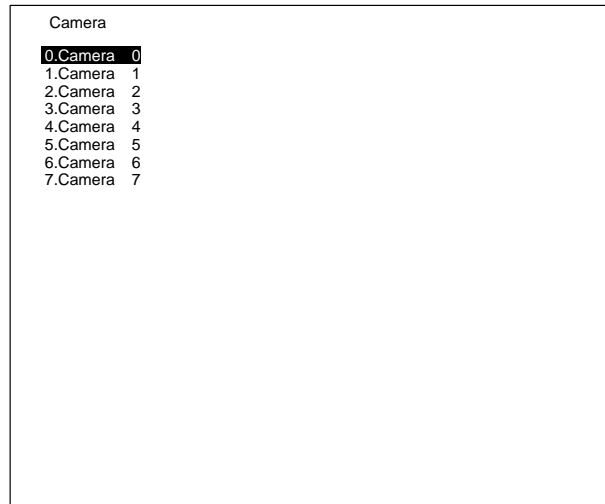 Camera
0.Camera 0
1.Camera 1
2.Camera 2
3.Camera 3
4.Camera 4
5.Camera 5
6.Camera 6
7.Camera 7